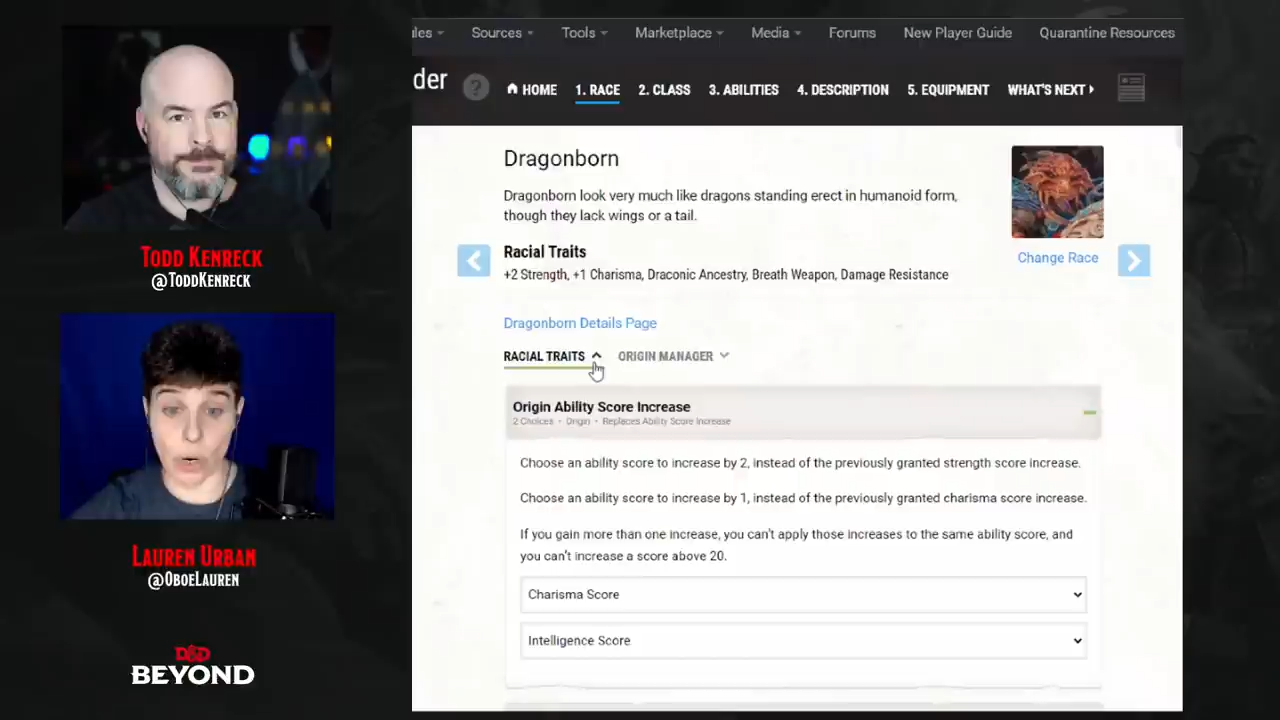 ules
Sources
Tools
Marketplace
Media
Forums
New Player Guide
Quarantine Resources
der
?
HOME
1. RACE
2. CLASS
3. ABILITIES
4. DESCRIPTION
5. EQUIPMENT
WHAT'S NEXT
Dragonborn
Dragonborn look very much like dragons standing erect in humanoid form,
though they lack wings or a tail.
Racial Traits
+2 Strength, +1 Charisma, Draconic Ancestry, Breath Weapon, Damage Resistance
Change Race
Dragonborn Details Page
RACIAL TRAITS
ORIGIN MANAGER
Origin Ability Score Increase
2 Choices • Origin • Replaces Ability Score Increase
Choose an ability score to increase by 2, instead of the previously granted strength score increase.
Choose an ability score to increase by 1, instead of the previously granted charisma score increase.
If you gain more than one increase, you can't apply those increases to the same ability score, and
you can't increase a score above 20.
Charisma Score
Intelligence Score
TODD KENRECK
@TODDKENRECK
LAUREN URBAN
@OBOELAUREN
D&D
BEYOND